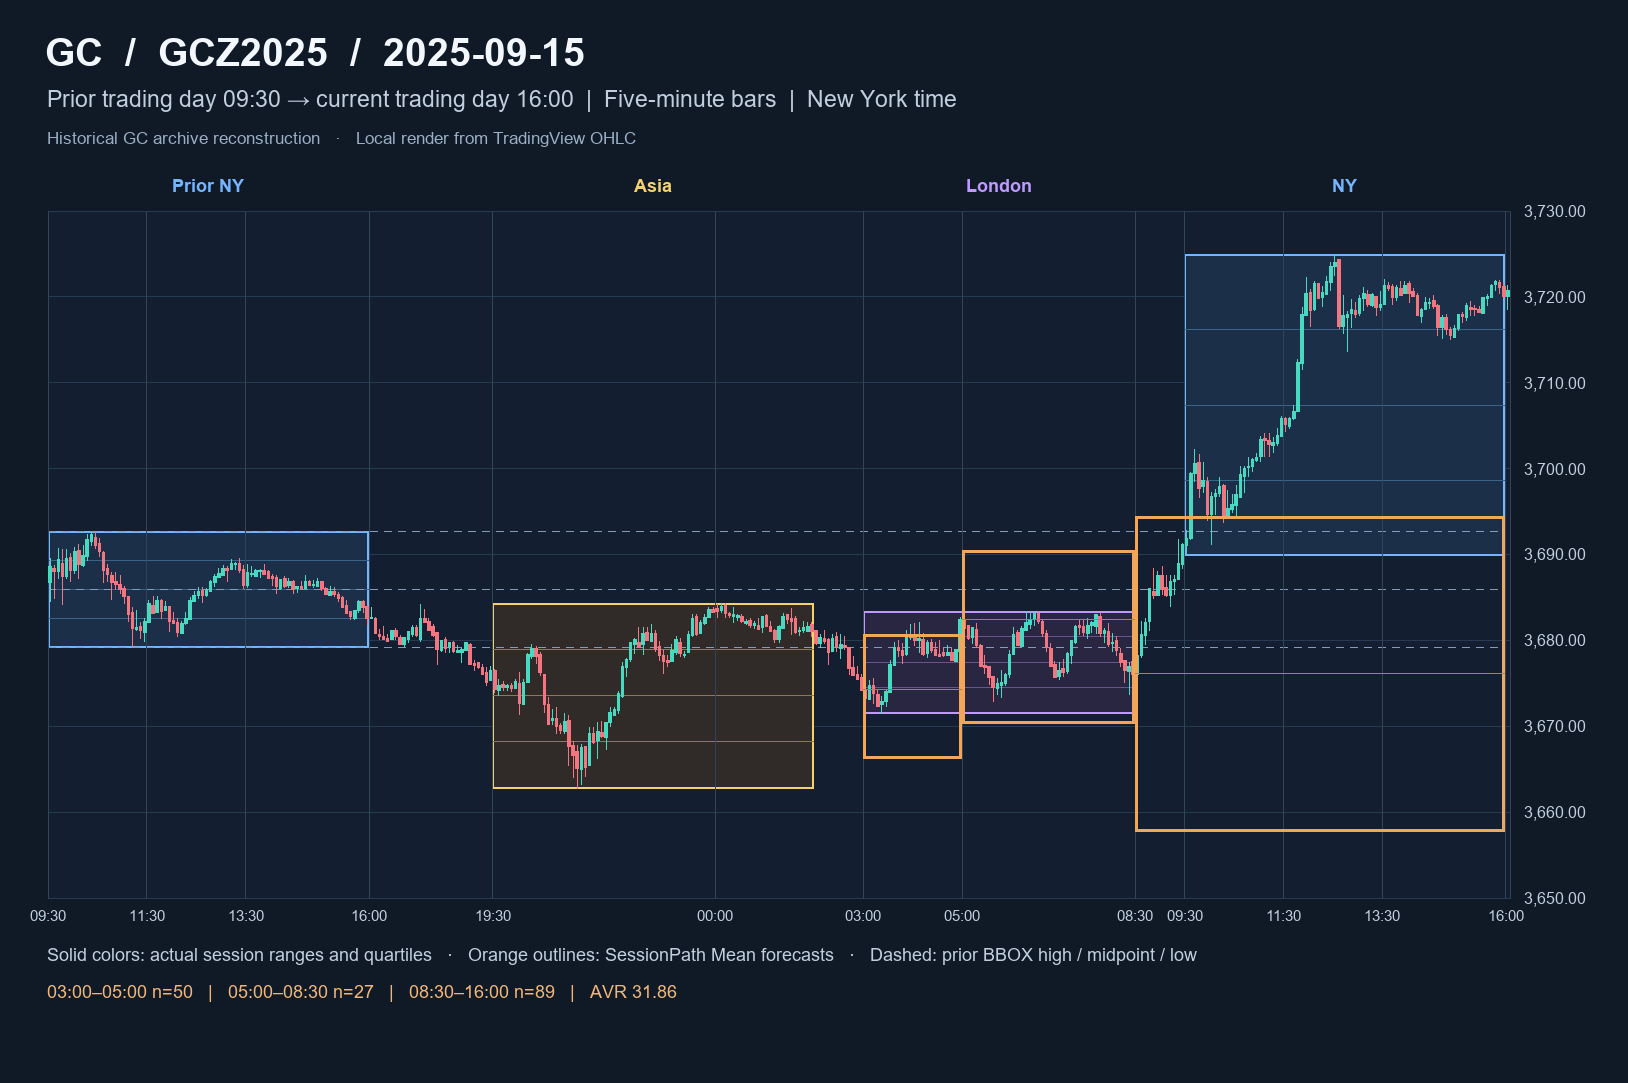 GC / GCZ2025 / 2025-09-15
Prior trading day 09:30 → current trading day 16:00 | Five-minute bars | New York time
Historical GC archive reconstruction · Local render from TradingView OHLC
Prior NY Asia London NY
3,730.00
3,720.00
3,710.00
3,700.00
3,690.00
3,680.00
3,670.00
3,660.00
3,650.00
09:30 11:30 13:30 16:00 19:30 00:00 03:00 05:00 08:30 09:30 11:30 13:30 16:00
Solid colors: actual session ranges and quartiles · Orange outlines: SessionPath Mean forecasts · Dashed: prior BBOX high / midpoint / low
03:00–05:00 n=50 | 05:00–08:30 n=27 | 08:30–16:00 n=89 | AVR 31.86